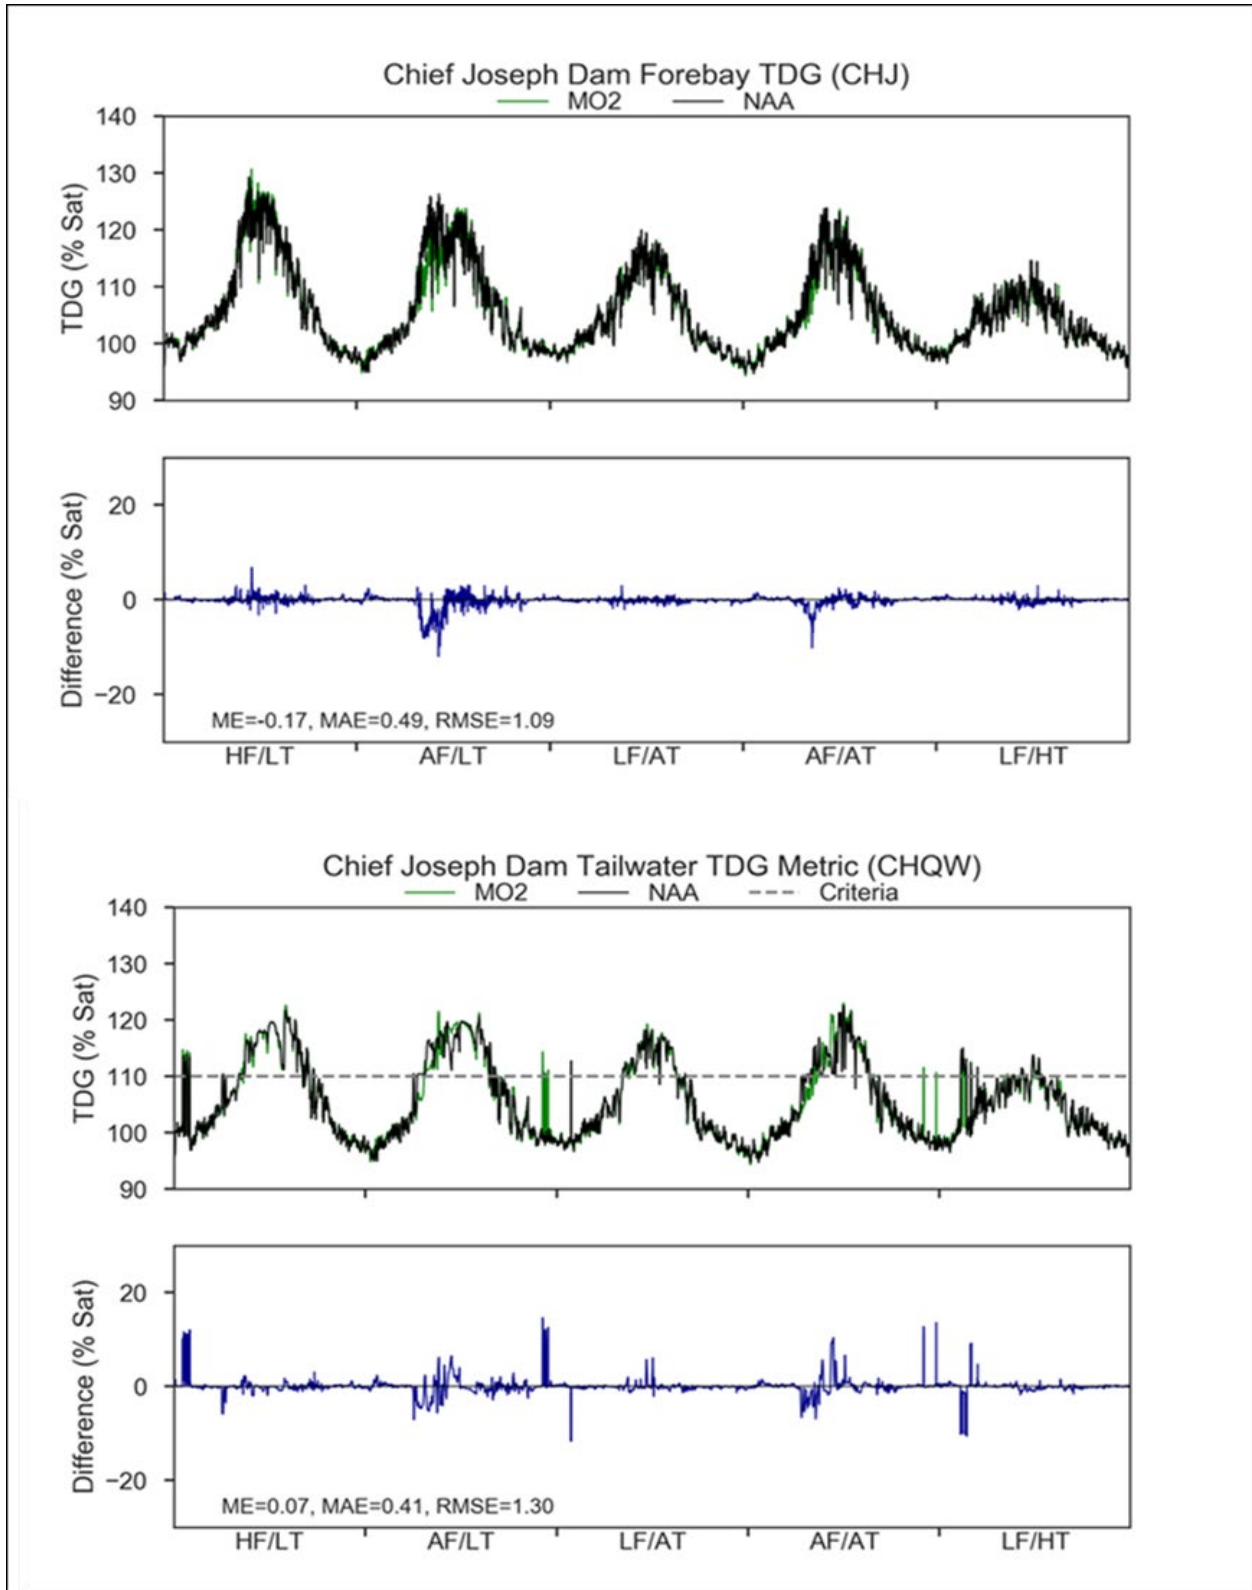 Chief Joseph Dam Forebay TDG (CHJ)
MO2 NAA
TDG (% Sat)
140
130
120
110
100
90
Difference (% Sat)
20
0
−20
ME=-0.17, MAE=0.49, RMSE=1.09
HF/LT AF/LT LF/AT AF/AT LF/HT
Chief Joseph Dam Tailwater TDG Metric (CHQW)
MO2 NAA Criteria
TDG (% Sat)
140
130
120
110
100
90
Difference (% Sat)
20
0
−20
ME=0.07, MAE=0.41, RMSE=1.30
HF/LT AF/LT LF/AT AF/AT LF/HT